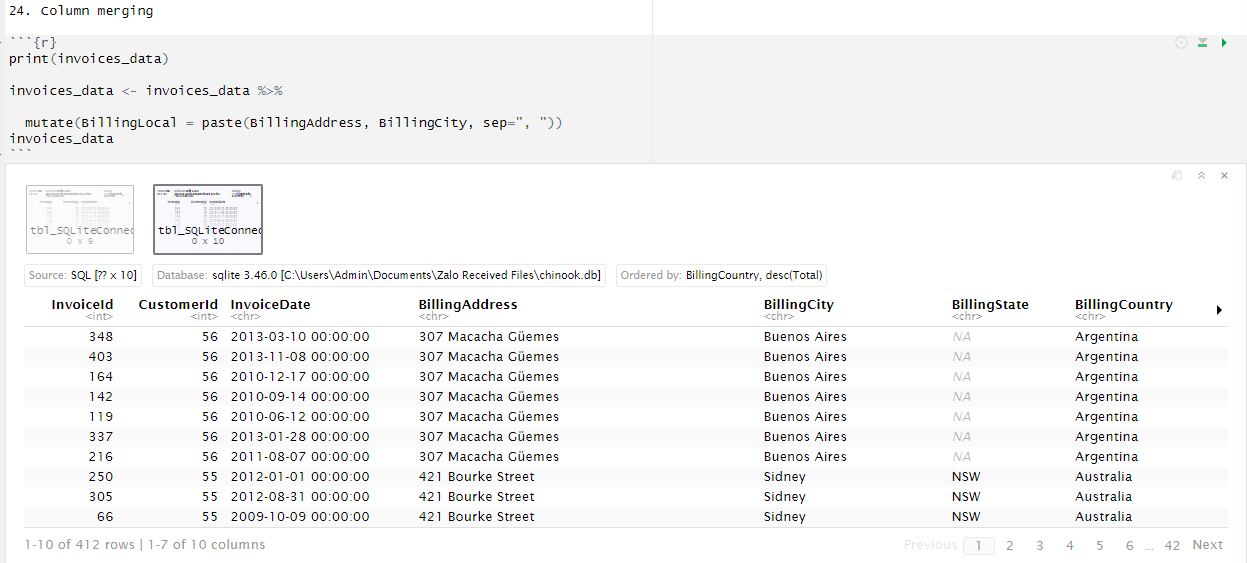 24. Column merging
```{r}
print(invoices_data)
invoices_data <- invoices_data %>%
mutate(BillingLocal = paste(BillingAddress, BillingCity, sep=", "))
invoices_data
```
tbl_SQLiteConnec tbl_SQLiteConnec
0 x 9 0 x 10
Source: SQL [?? x 10] Database: sqlite 3.46.0 [C:\Users\Admin\Documents\Zalo Received Files\chinook.db] Ordered by: BillingCountry, desc(Total)
InvoiceId CustomerId InvoiceDate BillingAddress BillingCity BillingState BillingCountry
<int> <int> <chr> <chr> <chr> <chr> <chr>
348 56 2013-03-10 00:00:00 307 Macacha Güemes Buenos Aires NA Argentina
403 56 2013-11-08 00:00:00 307 Macacha Güemes Buenos Aires NA Argentina
164 56 2010-12-17 00:00:00 307 Macacha Güemes Buenos Aires NA Argentina
142 56 2010-09-14 00:00:00 307 Macacha Güemes Buenos Aires NA Argentina
119 56 2010-06-12 00:00:00 307 Macacha Güemes Buenos Aires NA Argentina
337 56 2013-01-28 00:00:00 307 Macacha Güemes Buenos Aires NA Argentina
216 56 2011-08-07 00:00:00 307 Macacha Güemes Buenos Aires NA Argentina
250 55 2012-01-01 00:00:00 421 Bourke Street Sidney NSW Australia
305 55 2012-08-31 00:00:00 421 Bourke Street Sidney NSW Australia
66 55 2009-10-09 00:00:00 421 Bourke Street Sidney NSW Australia
1-10 of 412 rows | 1-7 of 10 columns Previous 1 2 3 4 5 6 ... 42 Next